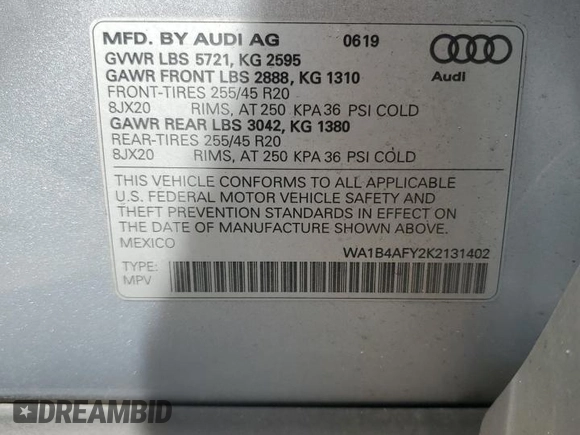 MFD. BY AUDI AG 0619
GVWR LBS 5721, KG 2595
GAWR FRONT LBS 2888, KG 1310
FRONT-TIRES 255/45 R20
8JX20 RIMS, AT 250 KPA 36 PSI COLD
GAWR REAR LBS 3042, KG 1380
REAR-TIRES 255/45 R20
8JX20 RIMS, AT 250 KPA 36 PSI COLD
Audi
THIS VEHICLE CONFORMS TO ALL APPLICABLE
U.S. FEDERAL MOTOR VEHICLE SAFETY AND
THEFT PREVENTION STANDARDS IN EFFECT ON
THE DATE OF MANUFACTURE SHOWN ABOVE.
MEXICO
WA1B4AFY2K2131402
TYPE:
MPV
DREAMBID